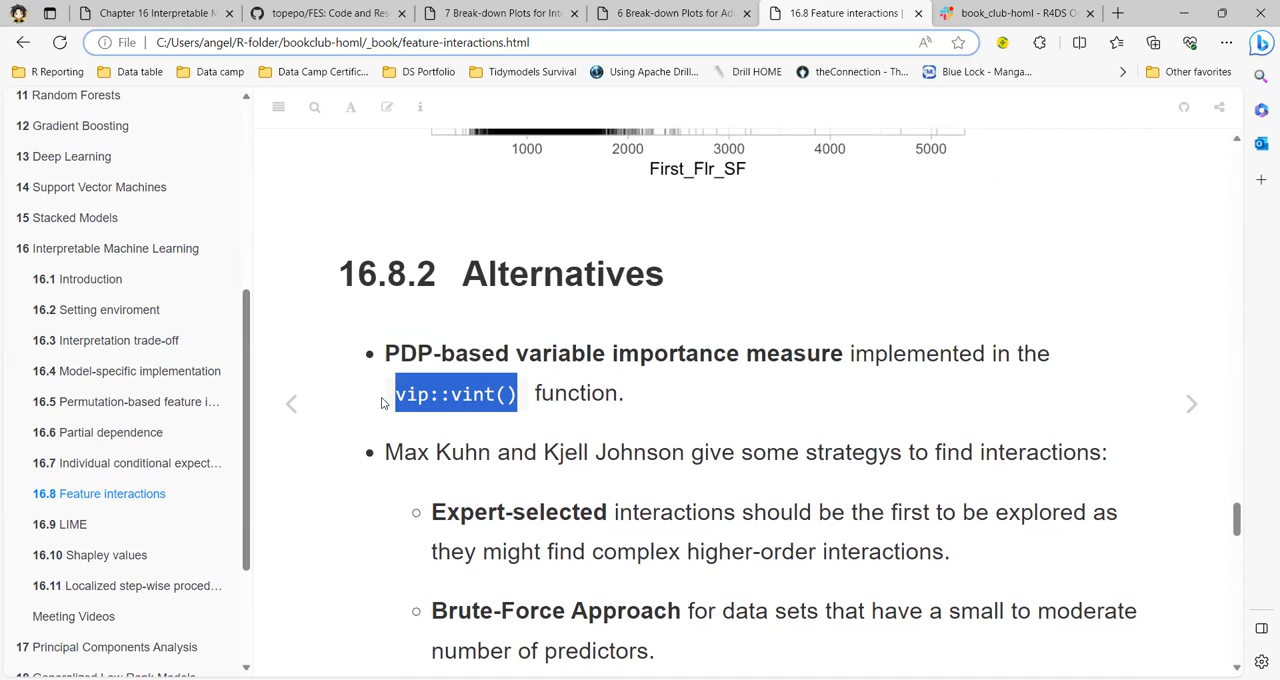 Chapter 16 Interpretable M
topepo/FES: Code and Res
7 Break-down Plots for Int
6 Break-down Plots for Ad
16.8 Feature interactions |
book_club-homl - R4DS O
File
C:/Users/angel/R-folder/bookclub-homl/_book/feature-interactions.html
R Reporting
Data table
Data camp
Data Camp Certific...
DS Portfolio
Tidymodels Survival
Using Apache Drill...
Drill HOME
theConnection - Th...
Blue Lock - Manga...
Other favorites
11 Random Forests
12 Gradient Boosting
13 Deep Learning
14 Support Vector Machines
15 Stacked Models
16 Interpretable Machine Learning
16.1 Introduction
16.2 Setting enviroment
16.3 Interpretation trade-off
16.4 Model-specific implementation
16.5 Permutation-based feature i...
16.6 Partial dependence
16.7 Individual conditional expect...
16.8 Feature interactions
16.9 LIME
16.10 Shapley values
16.11 Localized step-wise proced...
Meeting Videos
17 Principal Components Analysis
18 Generalized Low Rank Models
1000 2000 3000 4000 5000
First_Flr_SF
16.8.2 Alternatives
• PDP-based variable importance measure implemented in the
vip::vint() function.
• Max Kuhn and Kjell Johnson give some strategys to find interactions:
○ Expert-selected interactions should be the first to be explored as
they might find complex higher-order interactions.
○ Brute-Force Approach for data sets that have a small to moderate
number of predictors.